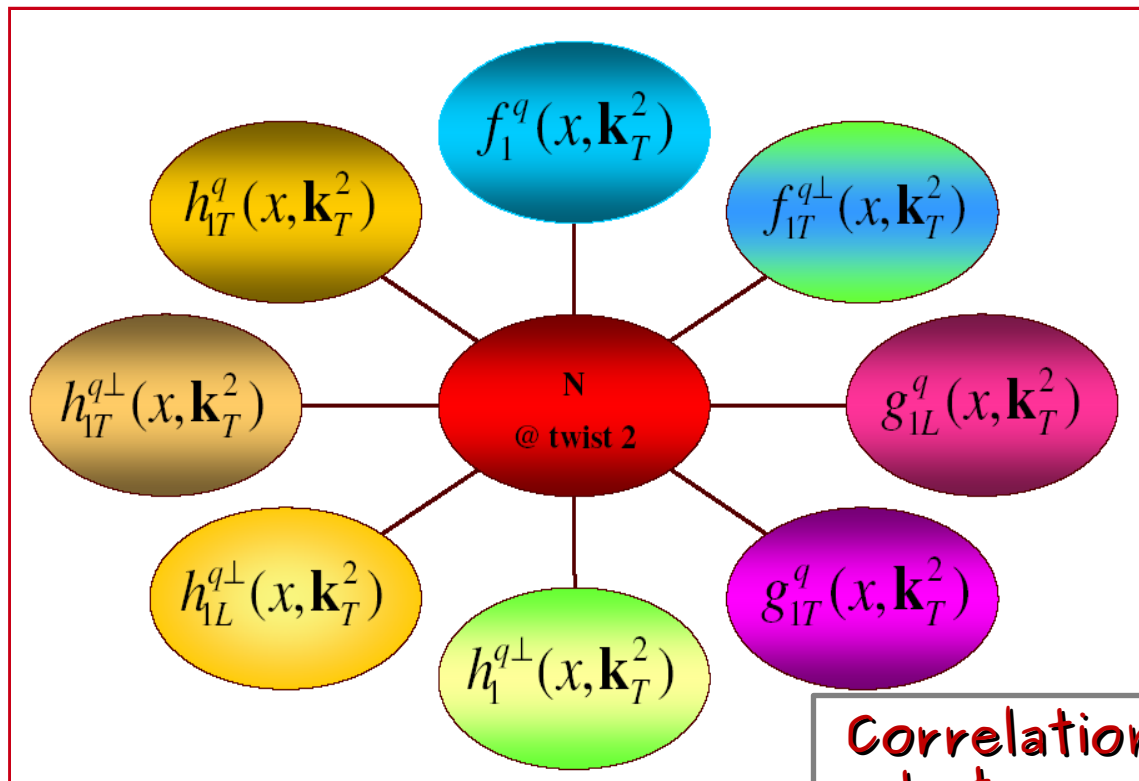 f_1^q(x, k_T^2)
h_{1T}^q(x, k_T^2)
f_{1T}^{q⊥}(x, k_T^2)
N
@ twist 2
h_{1T}^{q⊥}(x, k_T^2)
g_{1L}^q(x, k_T^2)
h_{1L}^{q⊥}(x, k_T^2)
g_{1T}^q(x, k_T^2)
h_1^{q⊥}(x, k_T^2)
Correlation